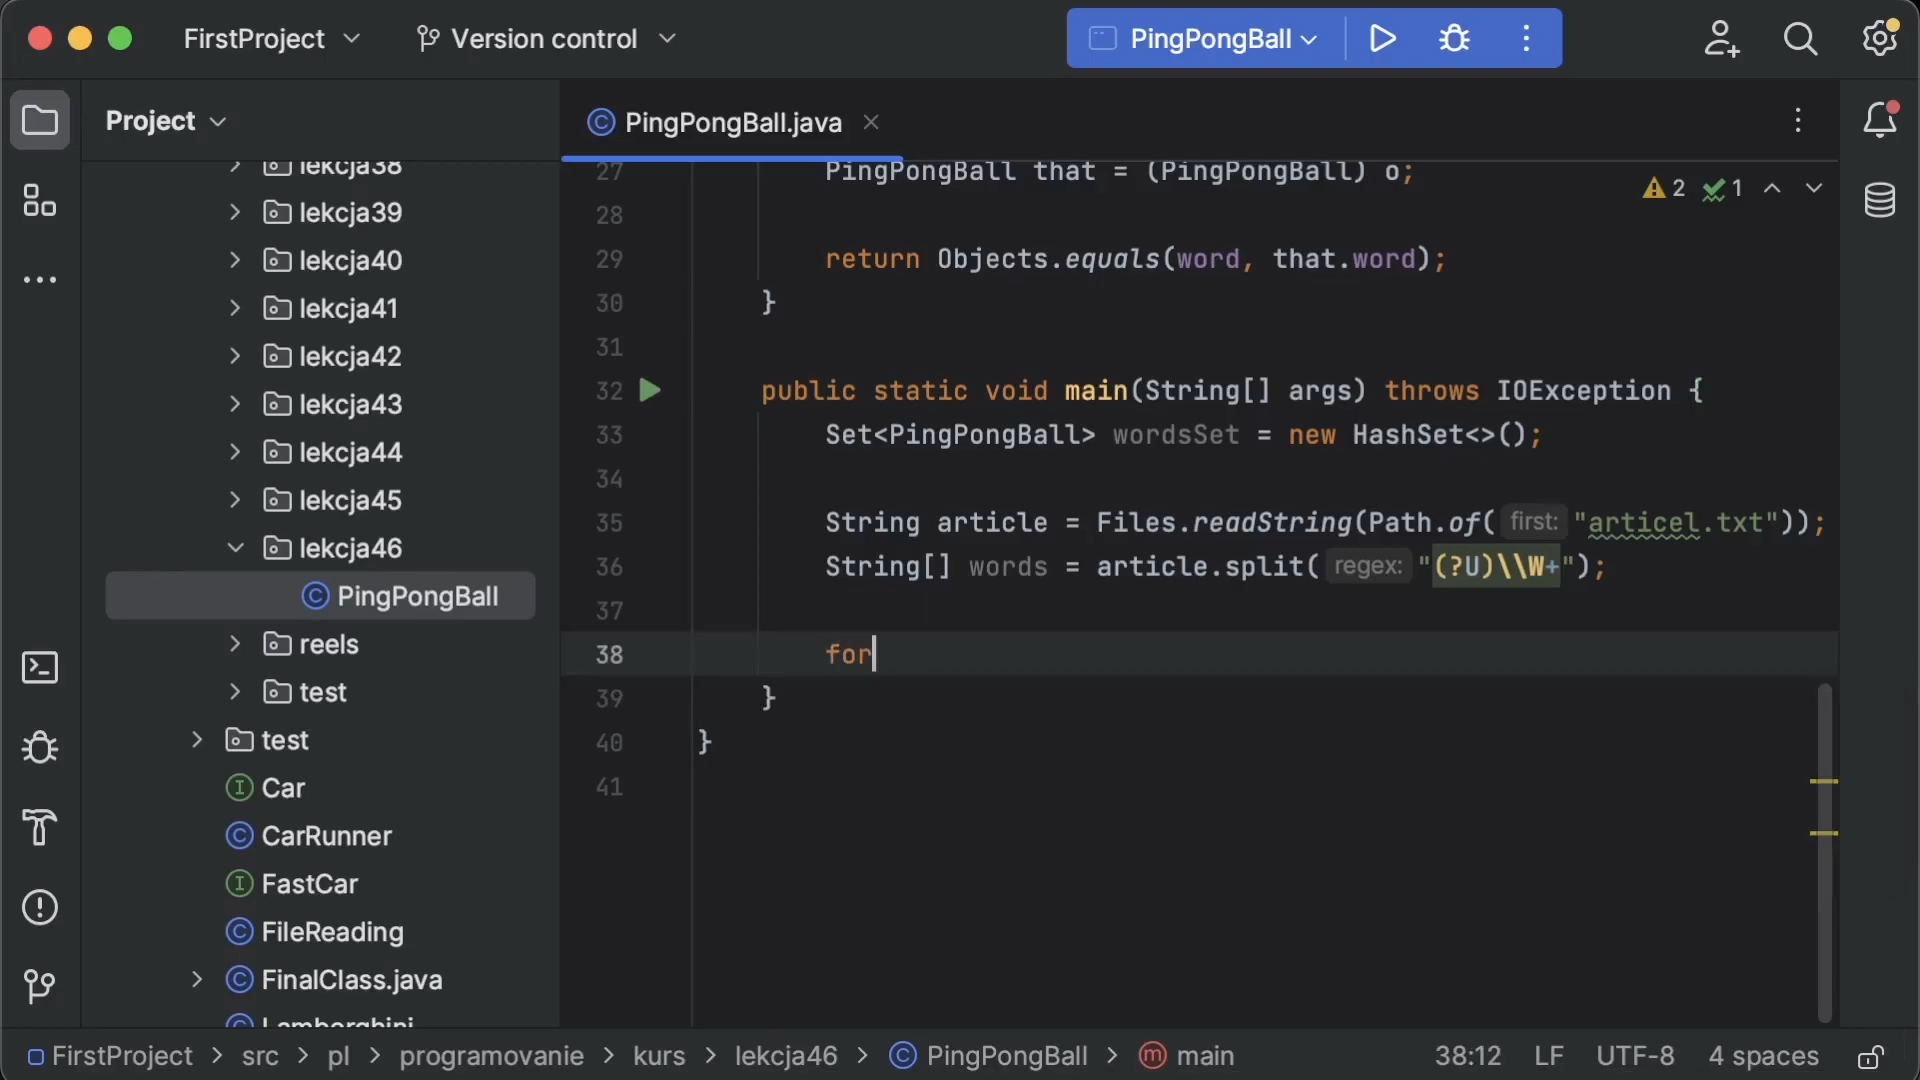 FirstProject
Version control
PingPongBall
Project
PingPongBall.java
lekcja38
lekcja39
lekcja40
lekcja41
lekcja42
lekcja43
lekcja44
lekcja45
lekcja46
PingPongBall
reels
test
test
Car
CarRunner
FastCar
FileReading
FinalClass.java
Lamborghini
2 1
27 PingPongBall that = (PingPongBall) o;
28
29 return Objects.equals(word, that.word);
30 }
31
32 public static void main(String[] args) throws IOException {
33 Set<PingPongBall> wordsSet = new HashSet<>();
34
35 String article = Files.readString(Path.of( first: "articel.txt"));
36 String[] words = article.split( regex: "(?U)\\W+");
37
38 for
39 }
40 }
41
FirstProject > src > pl > programovanie > kurs > lekcja46 > PingPongBall > main
38:12 LF UTF-8 4 spaces